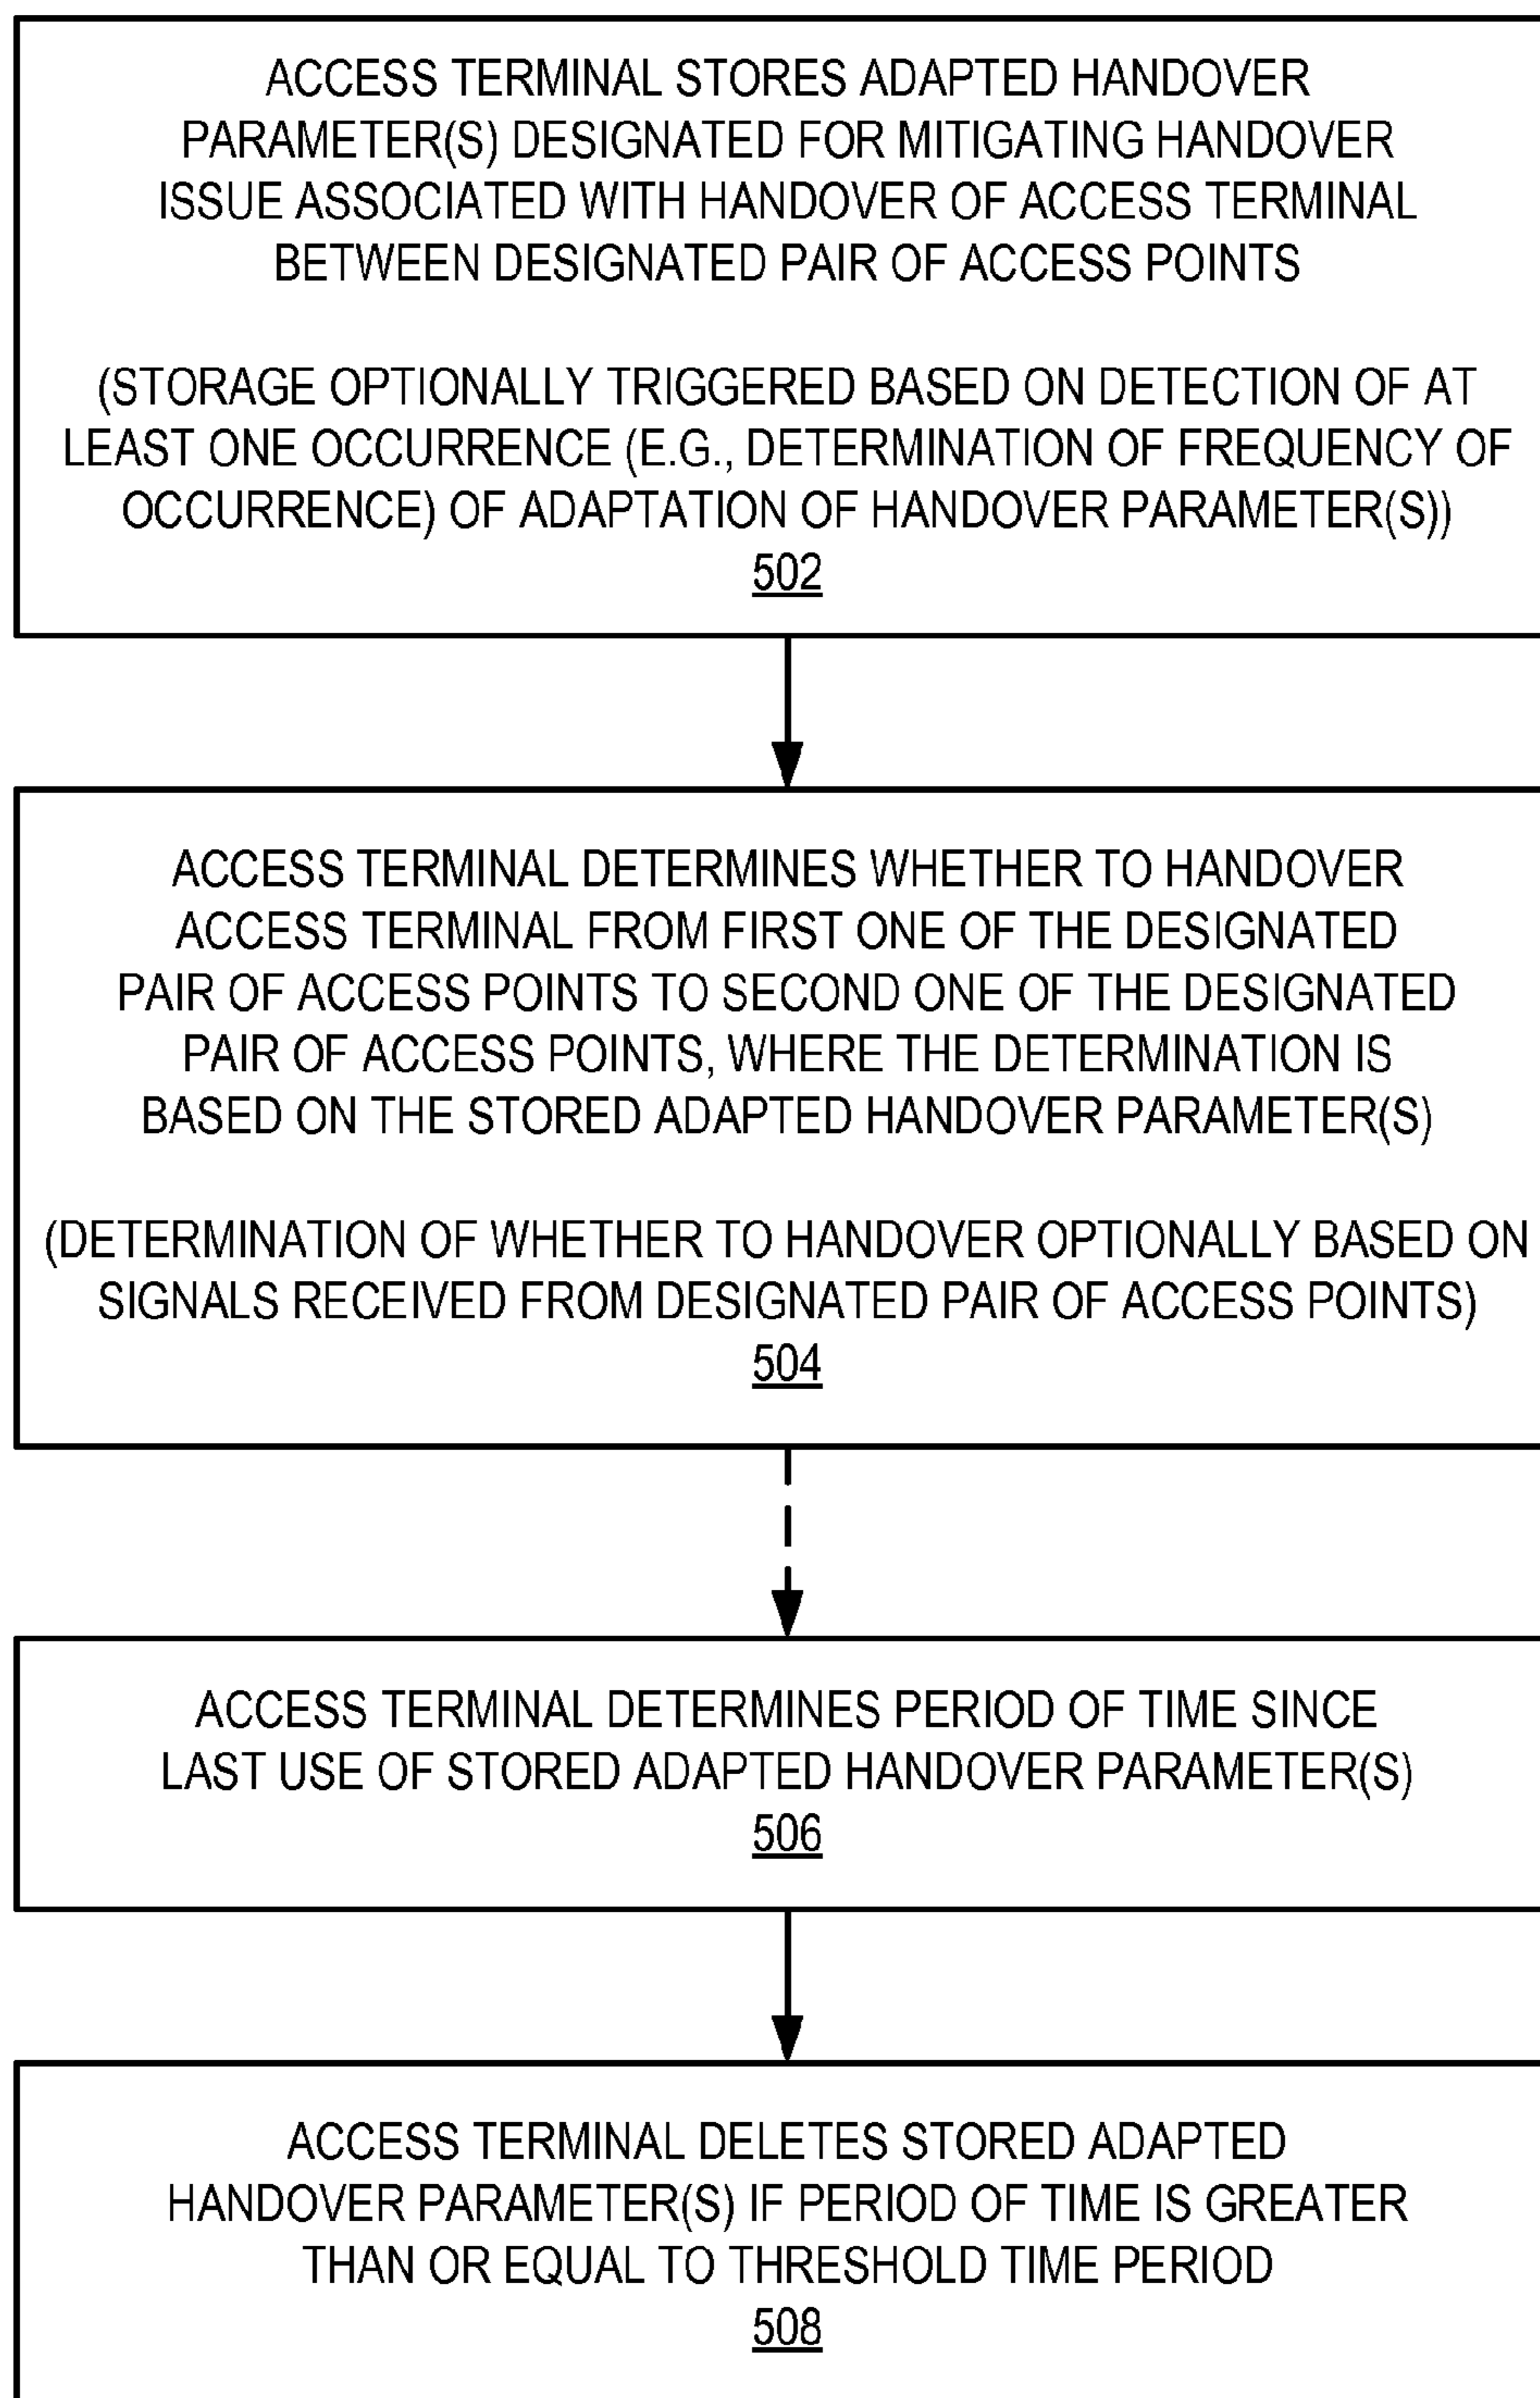 ACCESS TERMINAL STORES ADAPTED HANDOVER
PARAMETER(S) DESIGNATED FOR MITIGATING HANDOVER
ISSUE ASSOCIATED WITH HANDOVER OF ACCESS TERMINAL
BETWEEN DESIGNATED PAIR OF ACCESS POINTS
(STORAGE OPTIONALLY TRIGGERED BASED ON DETECTION OF AT
LEAST ONE OCCURRENCE (E.G., DETERMINATION OF FREQUENCY OF
OCCURRENCE) OF ADAPTATION OF HANDOVER PARAMETER(S))
502
ACCESS TERMINAL DETERMINES WHETHER TO HANDOVER
ACCESS TERMINAL FROM FIRST ONE OF THE DESIGNATED
PAIR OF ACCESS POINTS TO SECOND ONE OF THE DESIGNATED
PAIR OF ACCESS POINTS, WHERE THE DETERMINATION IS
BASED ON THE STORED ADAPTED HANDOVER PARAMETER(S)
(DETERMINATION OF WHETHER TO HANDOVER OPTIONALLY BASED ON
SIGNALS RECEIVED FROM DESIGNATED PAIR OF ACCESS POINTS)
504
ACCESS TERMINAL DETERMINES PERIOD OF TIME SINCE
LAST USE OF STORED ADAPTED HANDOVER PARAMETER(S)
506
ACCESS TERMINAL DELETES STORED ADAPTED
HANDOVER PARAMETER(S) IF PERIOD OF TIME IS GREATER
THAN OR EQUAL TO THRESHOLD TIME PERIOD
508